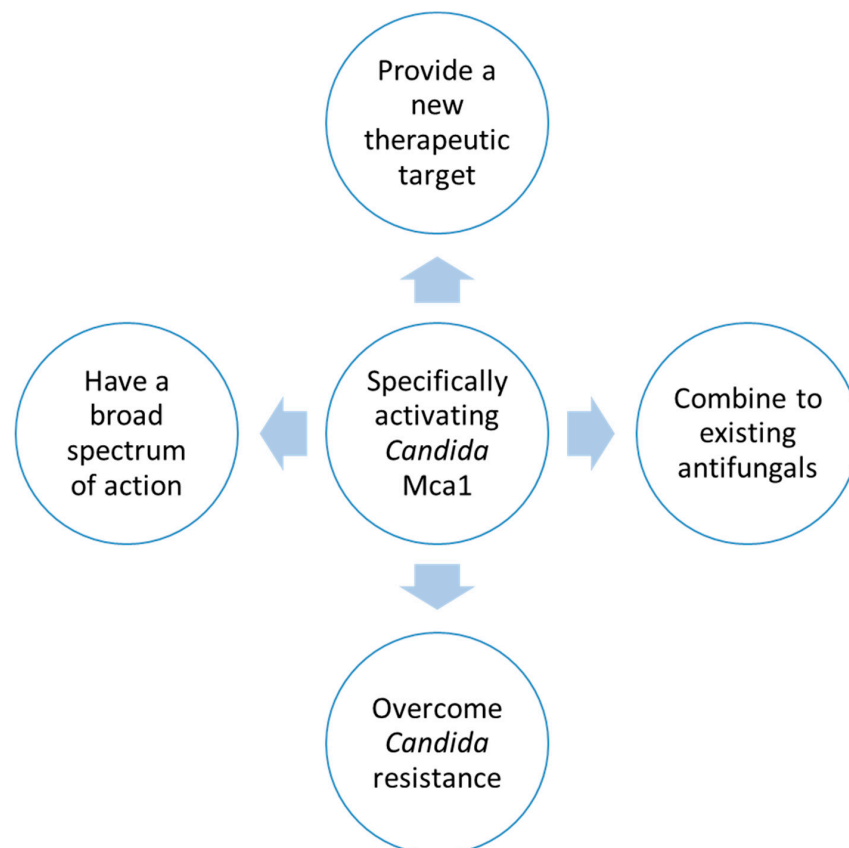 Provide a
new
therapeutic
target
Have a
broad
spectrum
of action
Specifically
activating
Candida
Mca1
Combine to
existing
antifungals
Overcome
Candida
resistance